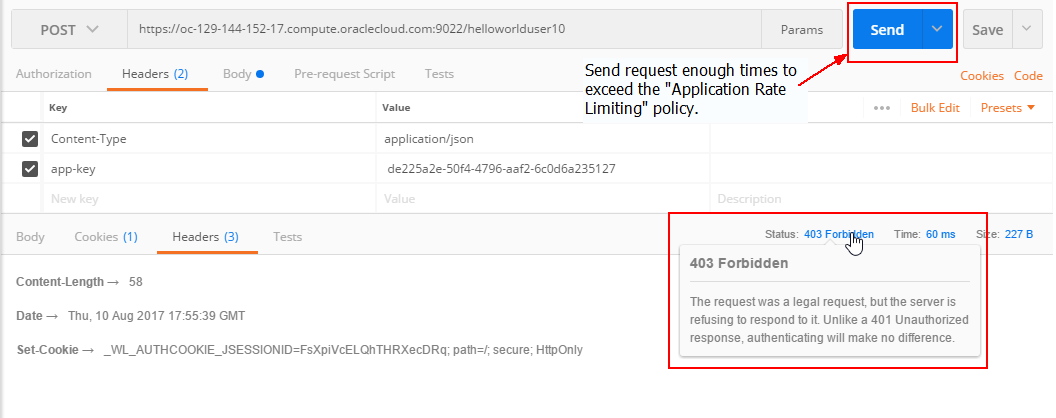 POST https://oc-129-144-152-17.compute.oraclecloud.com:9022/helloworlduser10 Params Send Save
Authorization Headers (2) Body Pre-request Script Tests
Send request enough times to
exceed the "Application Rate
Limiting" policy.
Cookies Code
Key Value ••• Bulk Edit Presets
Content-Type application/json
app-key de225a2e-50f4-4796-aaf2-6c0d6a235127
New key Value Description
Body Cookies (1) Headers (3) Tests Status: 403 Forbidden Time: 60 ms Size: 227 B
403 Forbidden
The request was a legal request, but the server is
refusing to respond to it. Unlike a 401 Unauthorized
response, authenticating will make no difference.
Content-Length → 58
Date → Thu, 10 Aug 2017 17:55:39 GMT
Set-Cookie → _WL_AUTHCOOKIE_JSESSIONID=FsXpiVcELQhTHRXecDRq; path=/; secure; HttpOnly